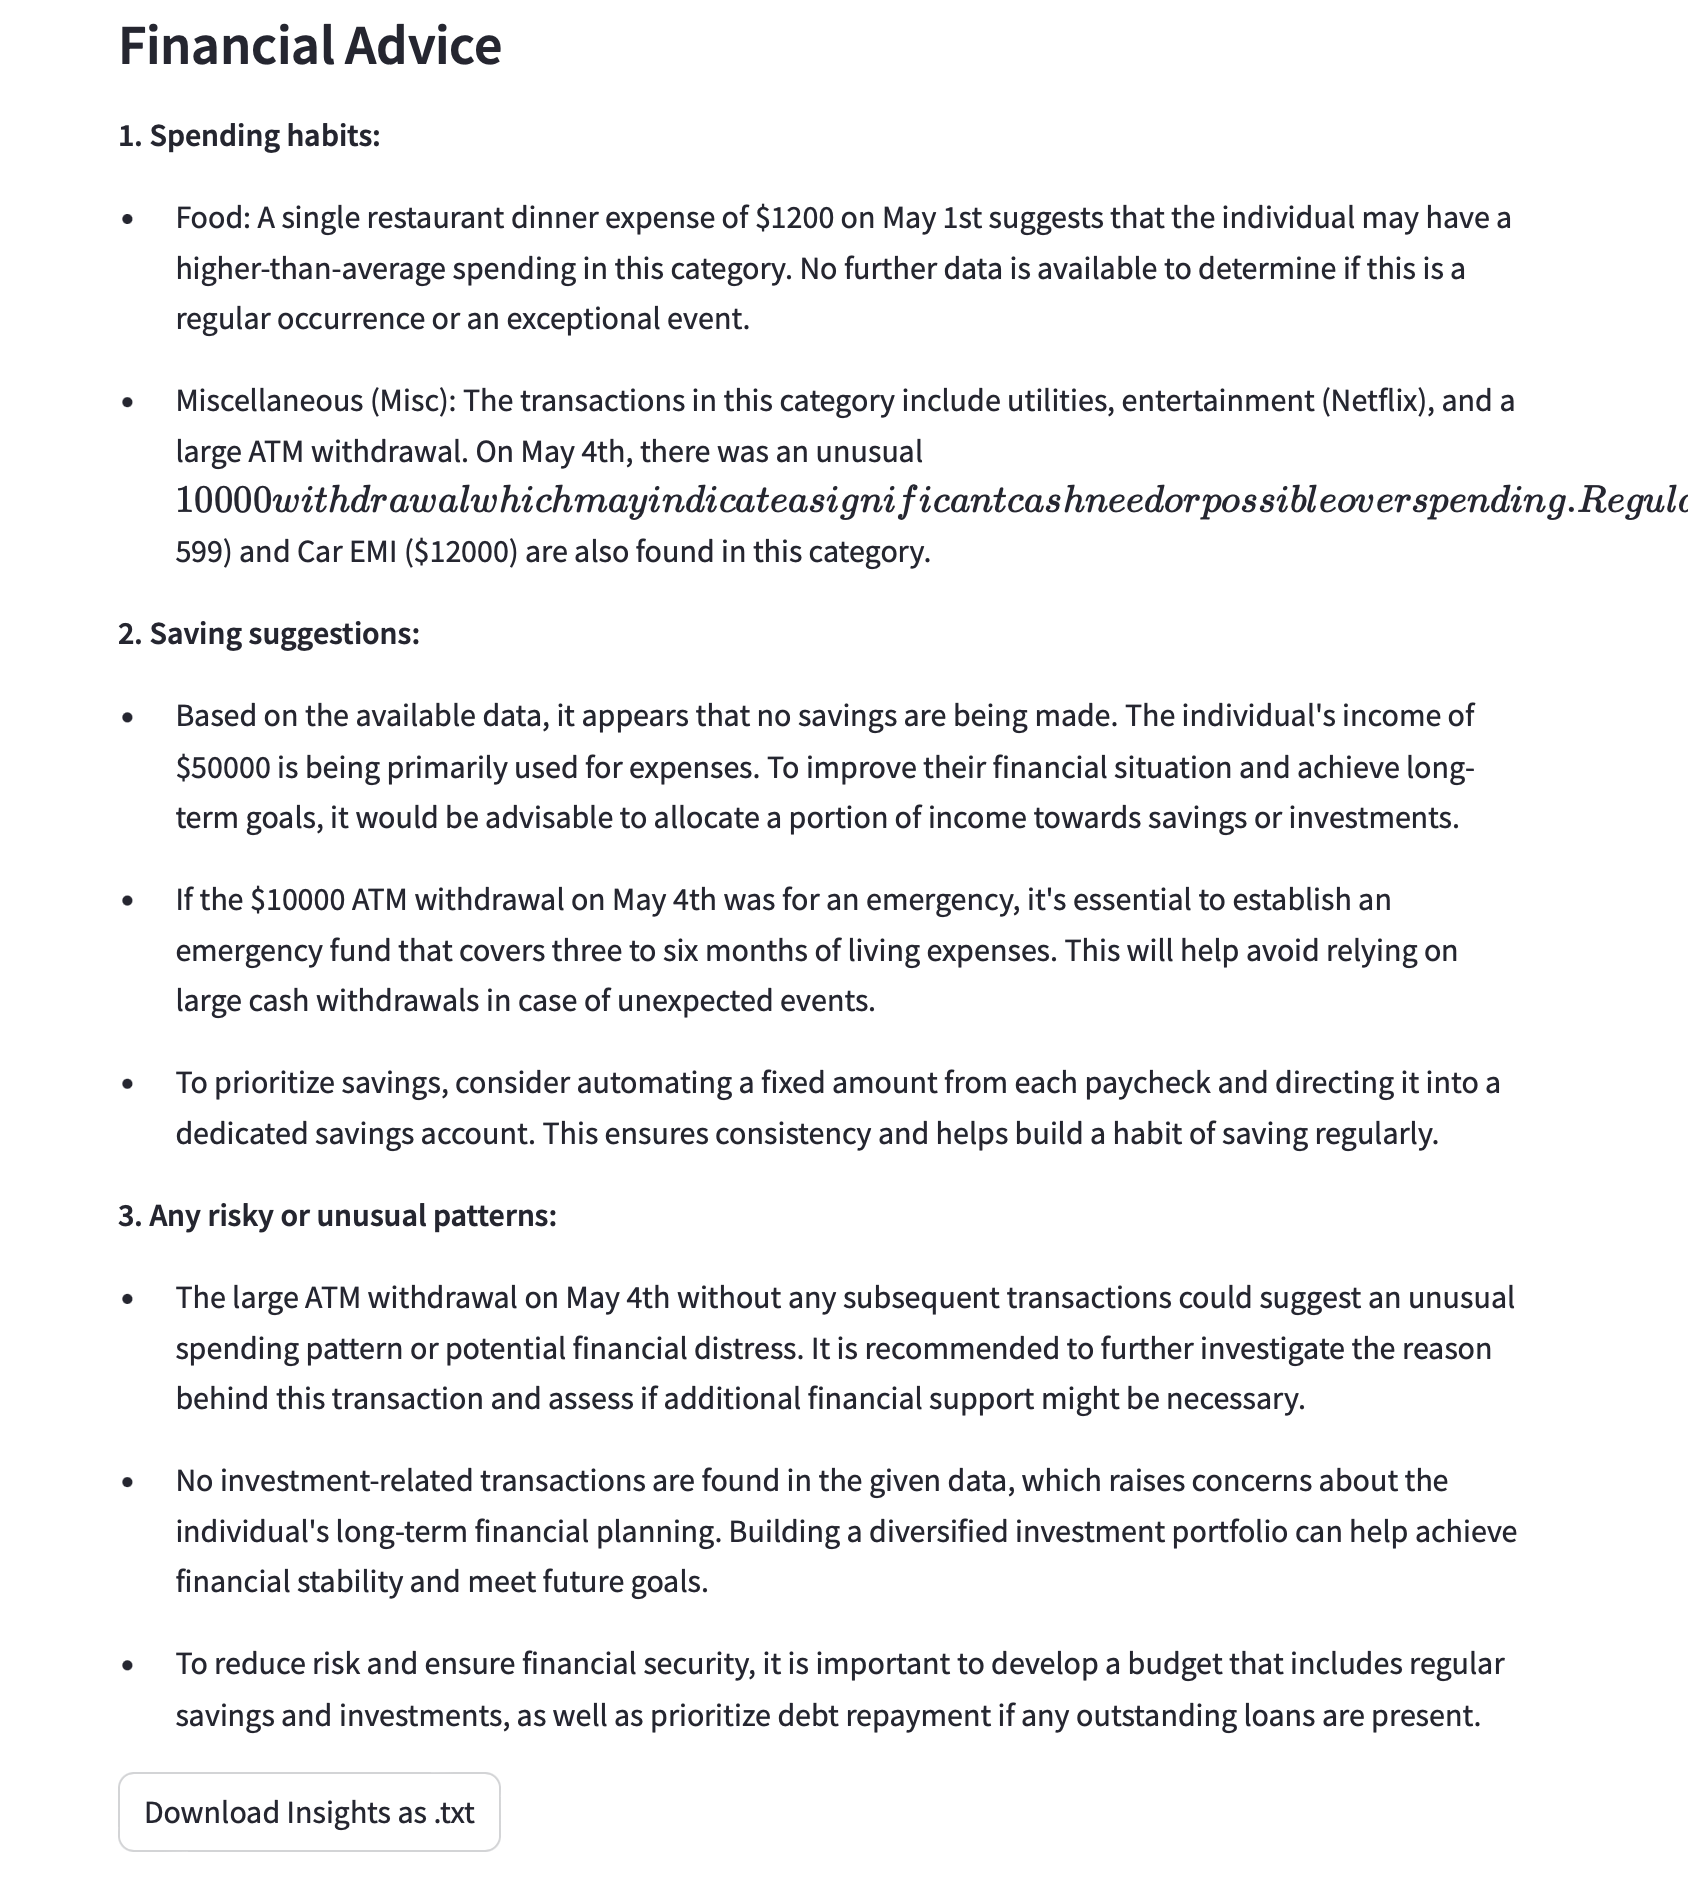 Financial Advice
1. Spending habits:
• Food: A single restaurant dinner expense of $1200 on May 1st suggests that the individual may have a
higher-than-average spending in this category. No further data is available to determine if this is a
regular occurrence or an exceptional event.
• Miscellaneous (Misc): The transactions in this category include utilities, entertainment (Netflix), and a
large ATM withdrawal. On May 4th, there was an unusual
10000withdrawalwhichmayindicateasignificantcashneedorpossibleoverspending.Regula
599) and Car EMI ($12000) are also found in this category.
2. Saving suggestions:
• Based on the available data, it appears that no savings are being made. The individual's income of
$50000 is being primarily used for expenses. To improve their financial situation and achieve long-
term goals, it would be advisable to allocate a portion of income towards savings or investments.
• If the $10000 ATM withdrawal on May 4th was for an emergency, it's essential to establish an
emergency fund that covers three to six months of living expenses. This will help avoid relying on
large cash withdrawals in case of unexpected events.
• To prioritize savings, consider automating a fixed amount from each paycheck and directing it into a
dedicated savings account. This ensures consistency and helps build a habit of saving regularly.
3. Any risky or unusual patterns:
• The large ATM withdrawal on May 4th without any subsequent transactions could suggest an unusual
spending pattern or potential financial distress. It is recommended to further investigate the reason
behind this transaction and assess if additional financial support might be necessary.
• No investment-related transactions are found in the given data, which raises concerns about the
individual's long-term financial planning. Building a diversified investment portfolio can help achieve
financial stability and meet future goals.
• To reduce risk and ensure financial security, it is important to develop a budget that includes regular
savings and investments, as well as prioritize debt repayment if any outstanding loans are present.
Download Insights as .txt